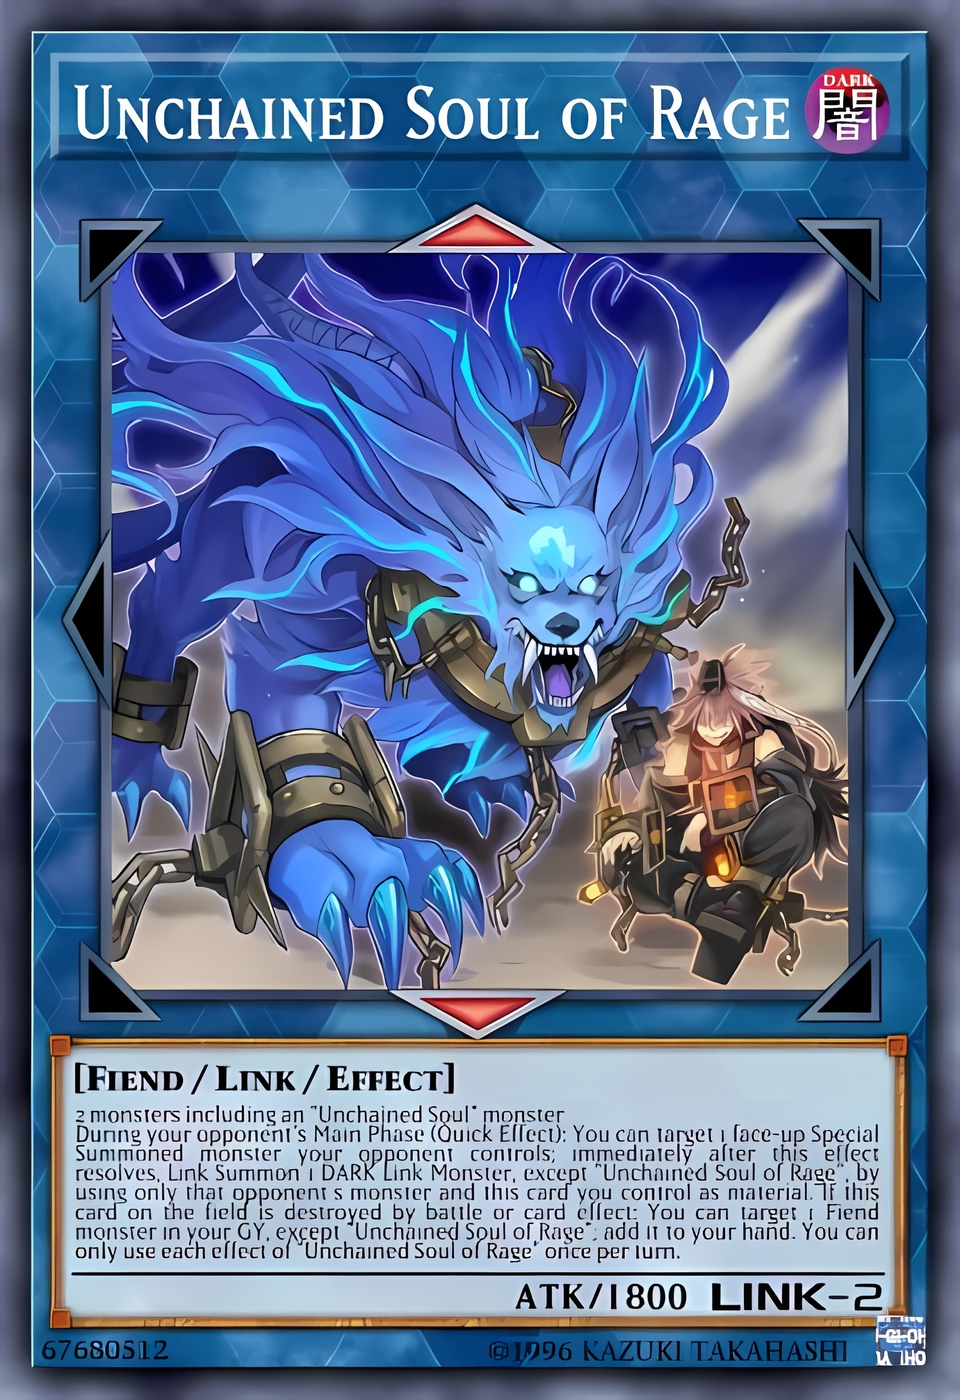 UNCHAINED SOUL OF RAGE
DARK
闇
[FIEND / LINK / EFFECT]
2 monsters including an "Unchained Soul" monster
During your opponent's Main Phase (Quick Effect): You can target 1 face-up Special
Summoned monster your opponent controls; immediately after this effect
resolves, Link Summon 1 DARK Link Monster, except "Unchained Soul of Rage", by
using only that opponent's monster and this card you control as material. If this
card on the field is destroyed by battle or card effect: You can target 1 Fiend
monster in your GY, except "Unchained Soul of Rage"; add it to your hand. You can
only use each effect of "Unchained Soul of Rage" once per turn.
ATK/1800 LINK-2
67680512
©1996 KAZUKI TAKAHASHI